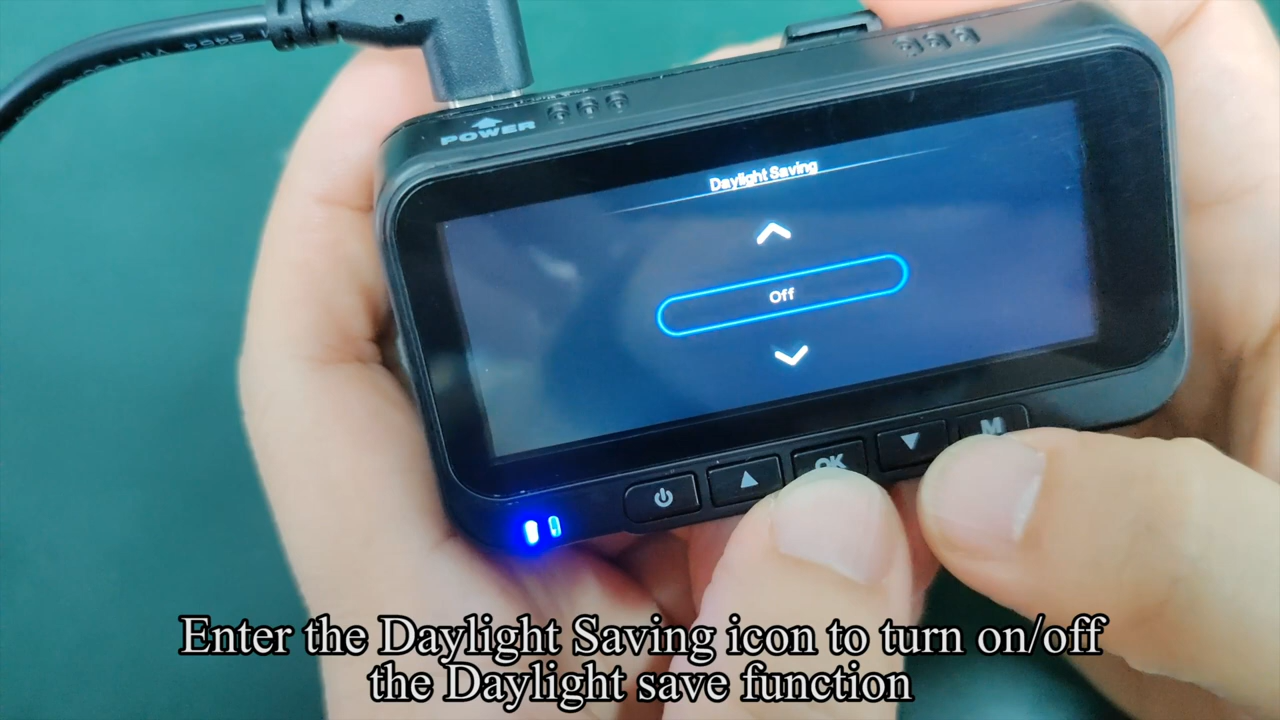 POWER
Daylight Saving
Off
OK
M
Enter the Daylight Saving icon to turn on/off
the Daylight save function